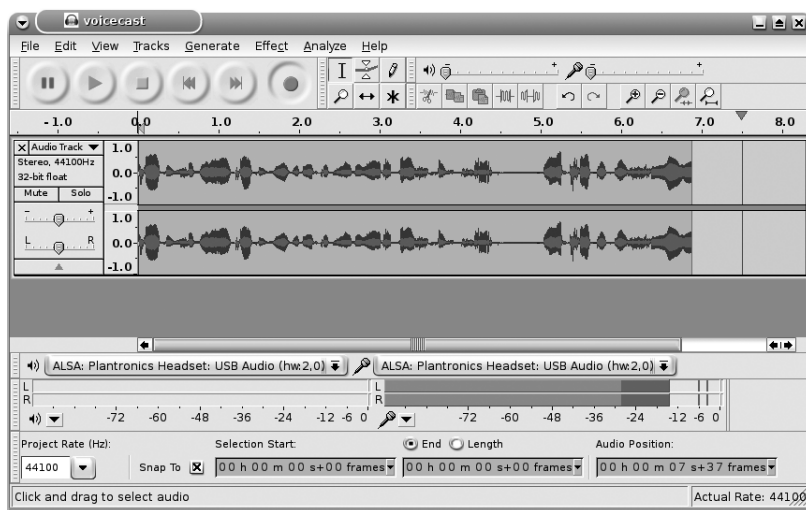 voicecast
File Edit View Tracks Generate Effect Analyze Help
- 1.0 0.0 1.0 2.0 3.0 4.0 5.0 6.0 7.0 8.0
X Audio Track
Stereo, 44100Hz
32-bit float
Mute Solo
- +
L R
1.0
0.0
-1.0
1.0
0.0
-1.0
ALSA: Plantronics Headset: USB Audio (hw:2,0) ALSA: Plantronics Headset: USB Audio (hw:2,0)
L L
R R
-72 -60 -48 -36 -24 -12 -6 0 -72 -60 -48 -36 -24 -12 -6 0
Project Rate (Hz): Selection Start: End Length Audio Position:
44100 Snap To 00 h 00 m 00 s+00 frames 00 h 00 m 00 s+00 frames 00 h 00 m 07 s+37 frames
Click and drag to select audio Actual Rate: 44100